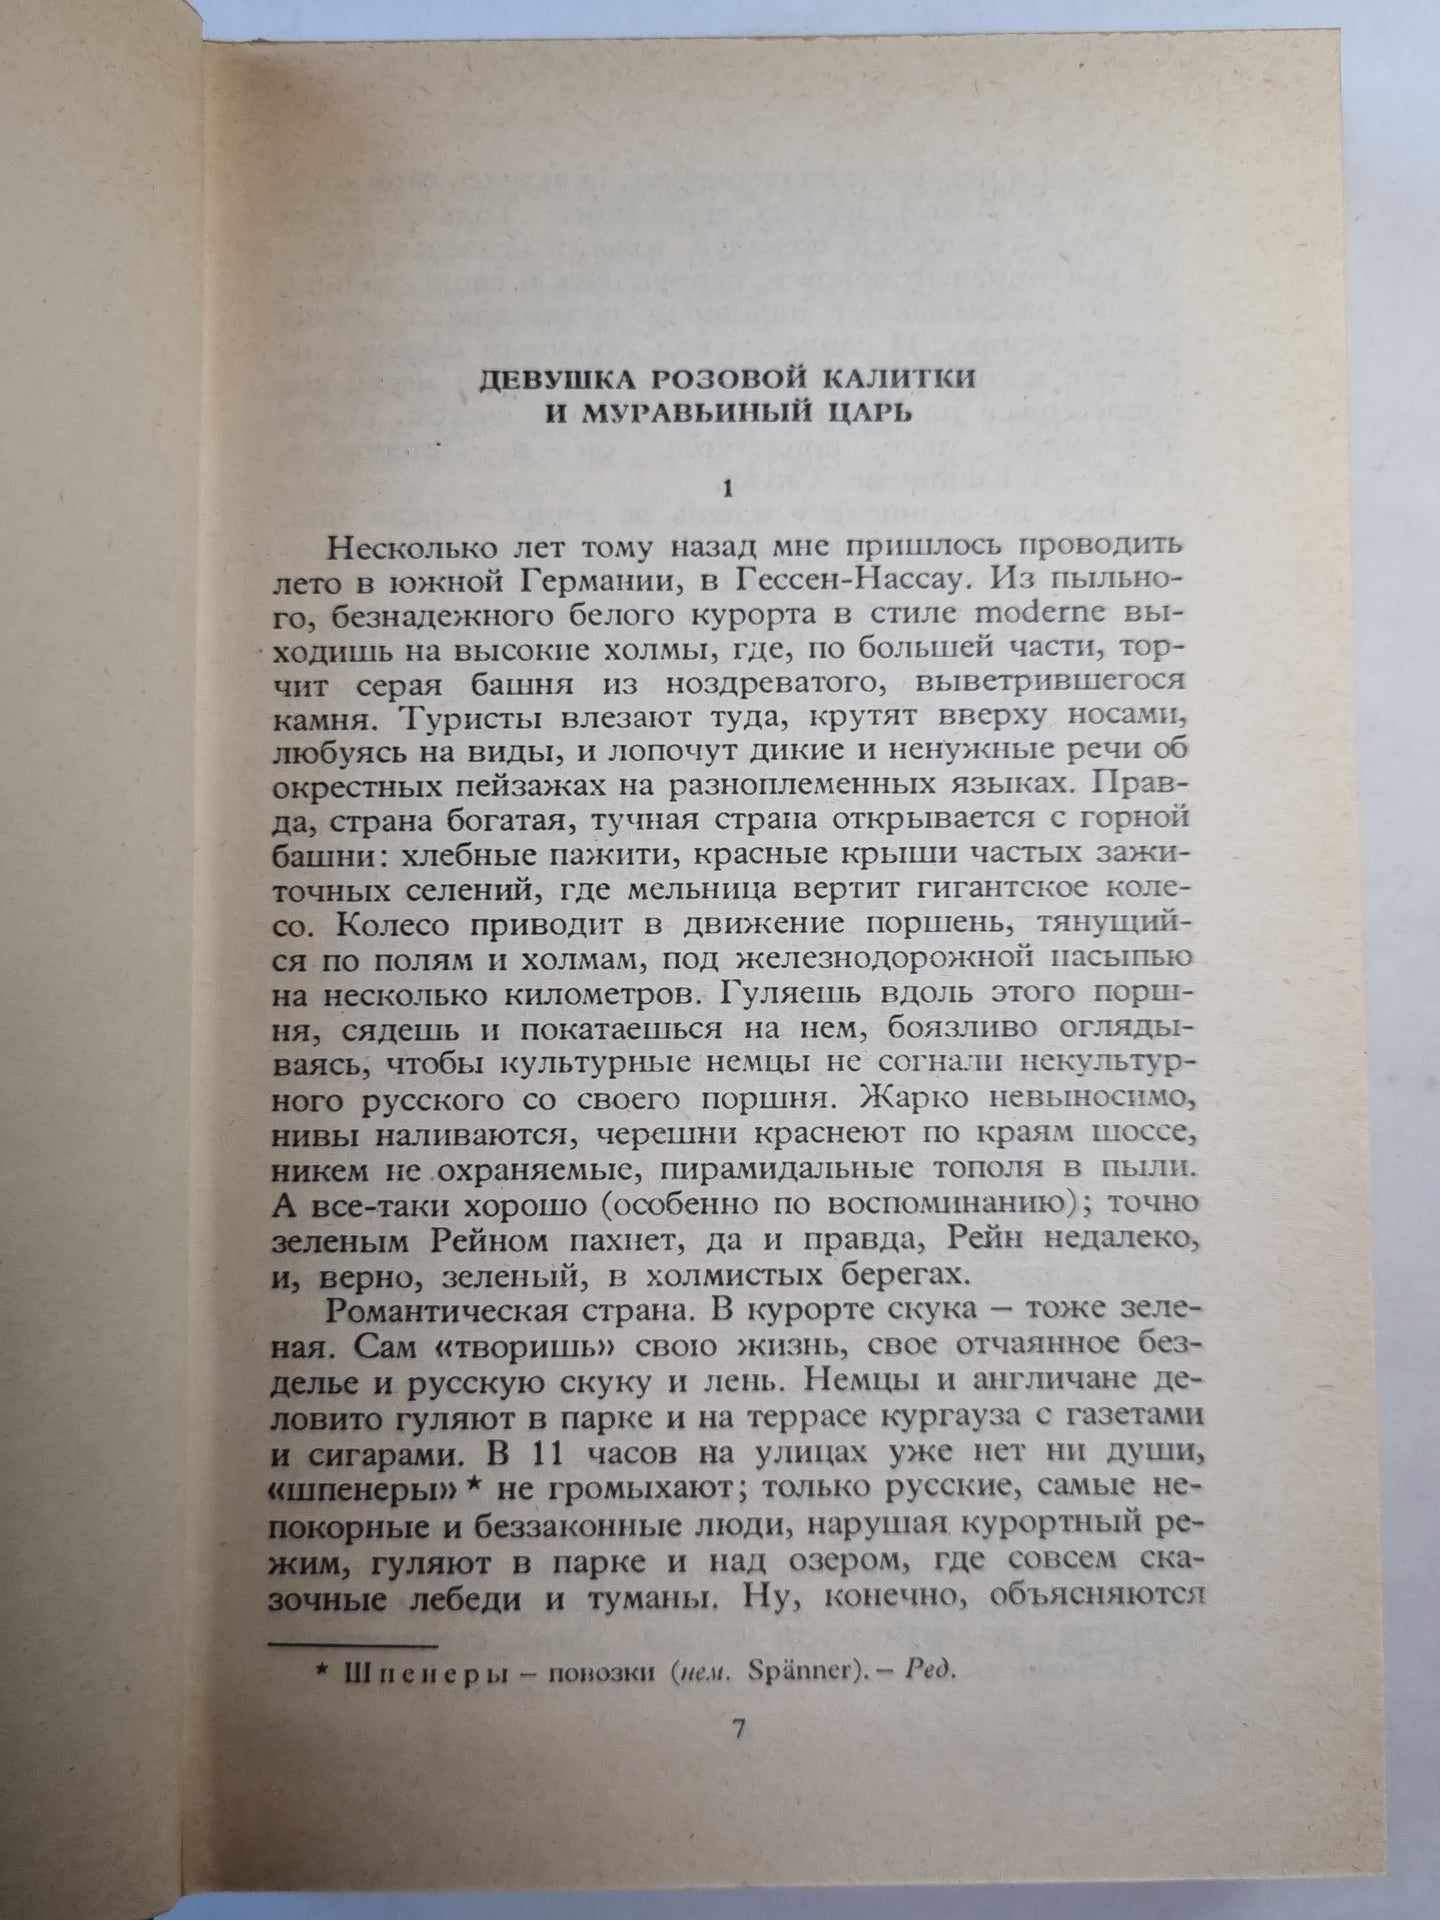 ДЕВУШКА РОЗОВОЙ КАЛИТКИ
И МУРАВЬИНЫЙ ЦАРЬ
1
Несколько лет тому назад мне пришлось проводить
лето в южной Германии, в Гессен-Нассау. Из пыльно-
го, безнадежного белого курорта в стиле moderne вы-
ходишь на высокие холмы, где, по большей части, тор-
чит серая башня из ноздреватого, выветрившегося
камня. Туристы влезают туда, крутят вверху носами,
любуясь на виды, и лопочут дикие и ненужные речи об
окрестных пейзажах на разноплеменных языках. Прав-
да, страна богатая, тучная страна открывается с горной
башни: хлебные пажити, красные крыши частых зажи-
точных селений, где мельница вертит гигантское коле-
со. Колесо приводит в движение поршень, тянущий-
ся по полям и холмам, под железнодорожной насыпью
на несколько километров. Гуляешь вдоль этого порш-
ня, сядешь и покатаешься на нем, боязливо огляды-
ваясь, чтобы культурные немцы не согнали некультур-
ного русского со своего поршня. Жарко невыносимо,
нивы наливаются, черешни краснеют по краям шоссе,
никем не охраняемые, пирамидальные тополя в пыли.
А все-таки хорошо (особенно по воспоминанию); точно
зеленым Рейном пахнет, да и правда, Рейн недалеко,
и, верно, зеленый, в холмистых берегах.
Романтическая страна. В курорте скука – тоже зеле-
ная. Сам «творишь» свою жизнь, свое отчаянное без-
делье и русскую скуку и лень. Немцы и англичане де-
ловито гуляют в парке и на террасе кургауза с газетами
и сигарами. В 11 часов на улицах уже нет ни души,
«шпенеры» * не громыхают; только русские, самые не-
покорные и беззаконные люди, нарушая курортный ре-
жим, гуляют в парке и над озером, где совсем ска-
зочные лебеди и туманы. Ну, конечно, объясняются
* Шпенеры – повозки (нем. Spänner). – Ред.
7